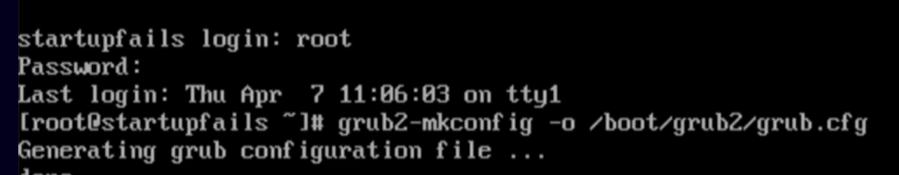 startupfails login: root
Password:
Last login: Thu Apr  7 11:06:03 on tty1
[root@startupfails ~]# grub2-mkconfig -o /boot/grub2/grub.cfg
Generating grub configuration file ...
done